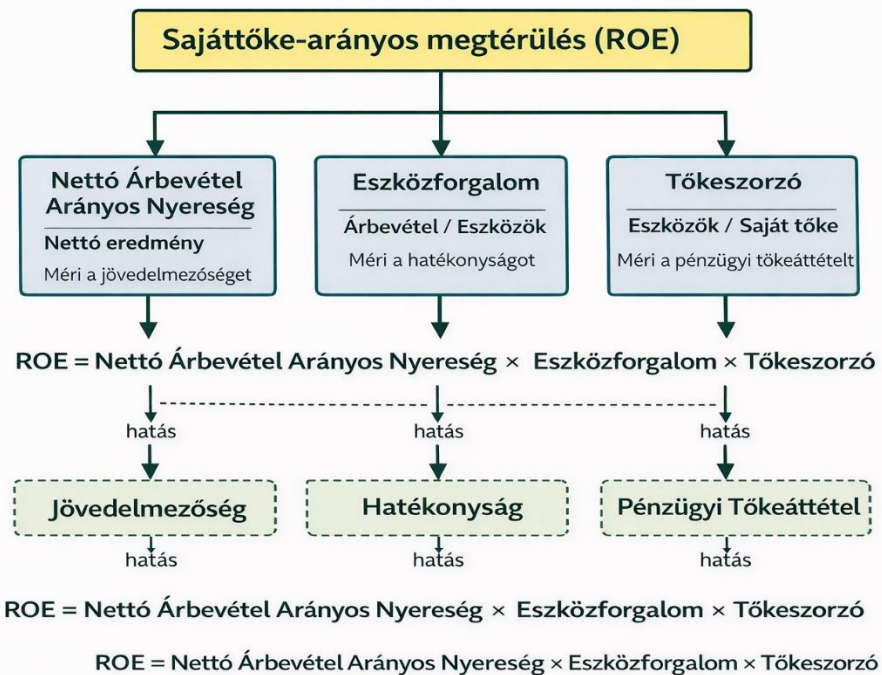 Sajáttőke-arányos megtérülés (ROE)
Nettó Árbevétel
Arányos Nyereség
Nettó eredmény
Méri a jövedelmezőséget
Eszközforgalom
Árbevétel / Eszközök
Méri a hatékonyságot
Tőkeszorzó
Eszközők / Saját tőke
Méri a pénzügyi tőkeáttételt
ROE = Nettó Árbevétel Arányos Nyereség × Eszközforgalom × Tőkeszorzó
hatás hatás hatás
Jövedelmezőség Hatékonyság Pénzügyi Tőkeáttétel
hatás hatás hatás
ROE = Nettó Árbevétel Arányos Nyereség × Eszközforgalom × Tőkeszorzó
ROE = Nettó Árbevétel Arányos Nyereség × Eszközforgalom × Tőkeszorzó